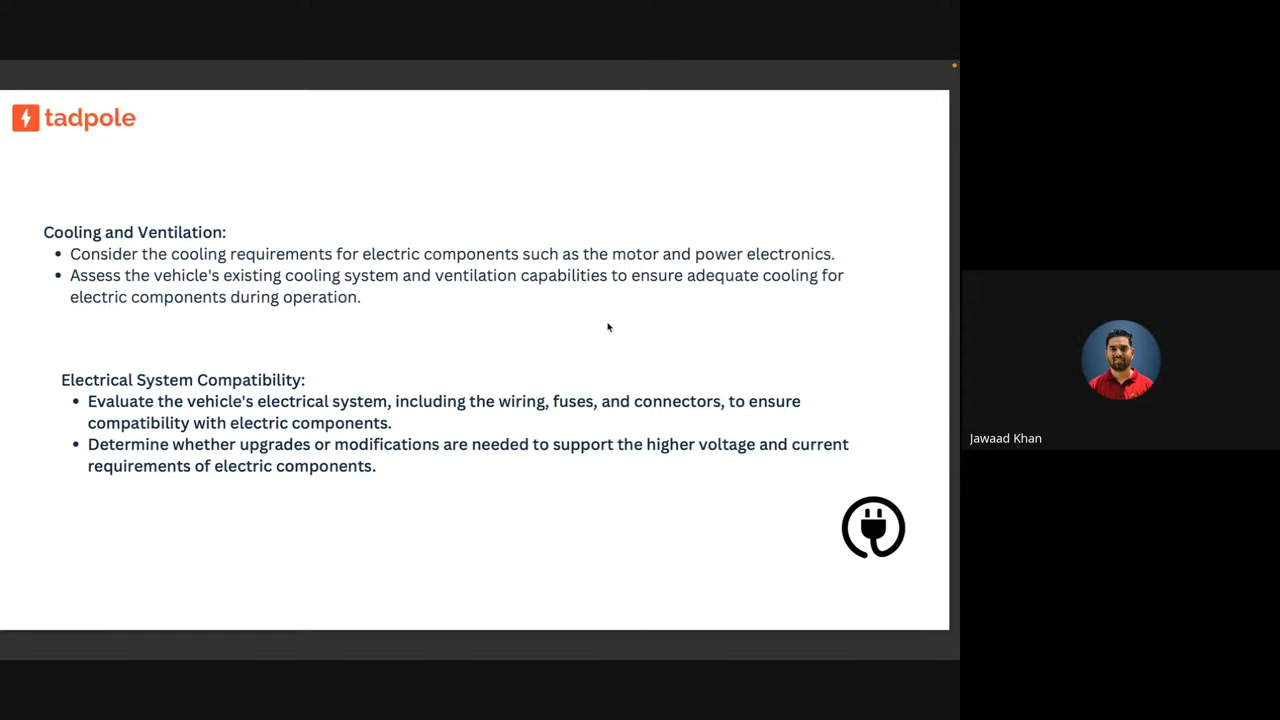 tadpole
Cooling and Ventilation:
• Consider the cooling requirements for electric components such as the motor and power electronics.
• Assess the vehicle's existing cooling system and ventilation capabilities to ensure adequate cooling for
electric components during operation.
Electrical System Compatibility:
• Evaluate the vehicle's electrical system, including the wiring, fuses, and connectors, to ensure
compatibility with electric components.
• Determine whether upgrades or modifications are needed to support the higher voltage and current
requirements of electric components.
Jawaad Khan